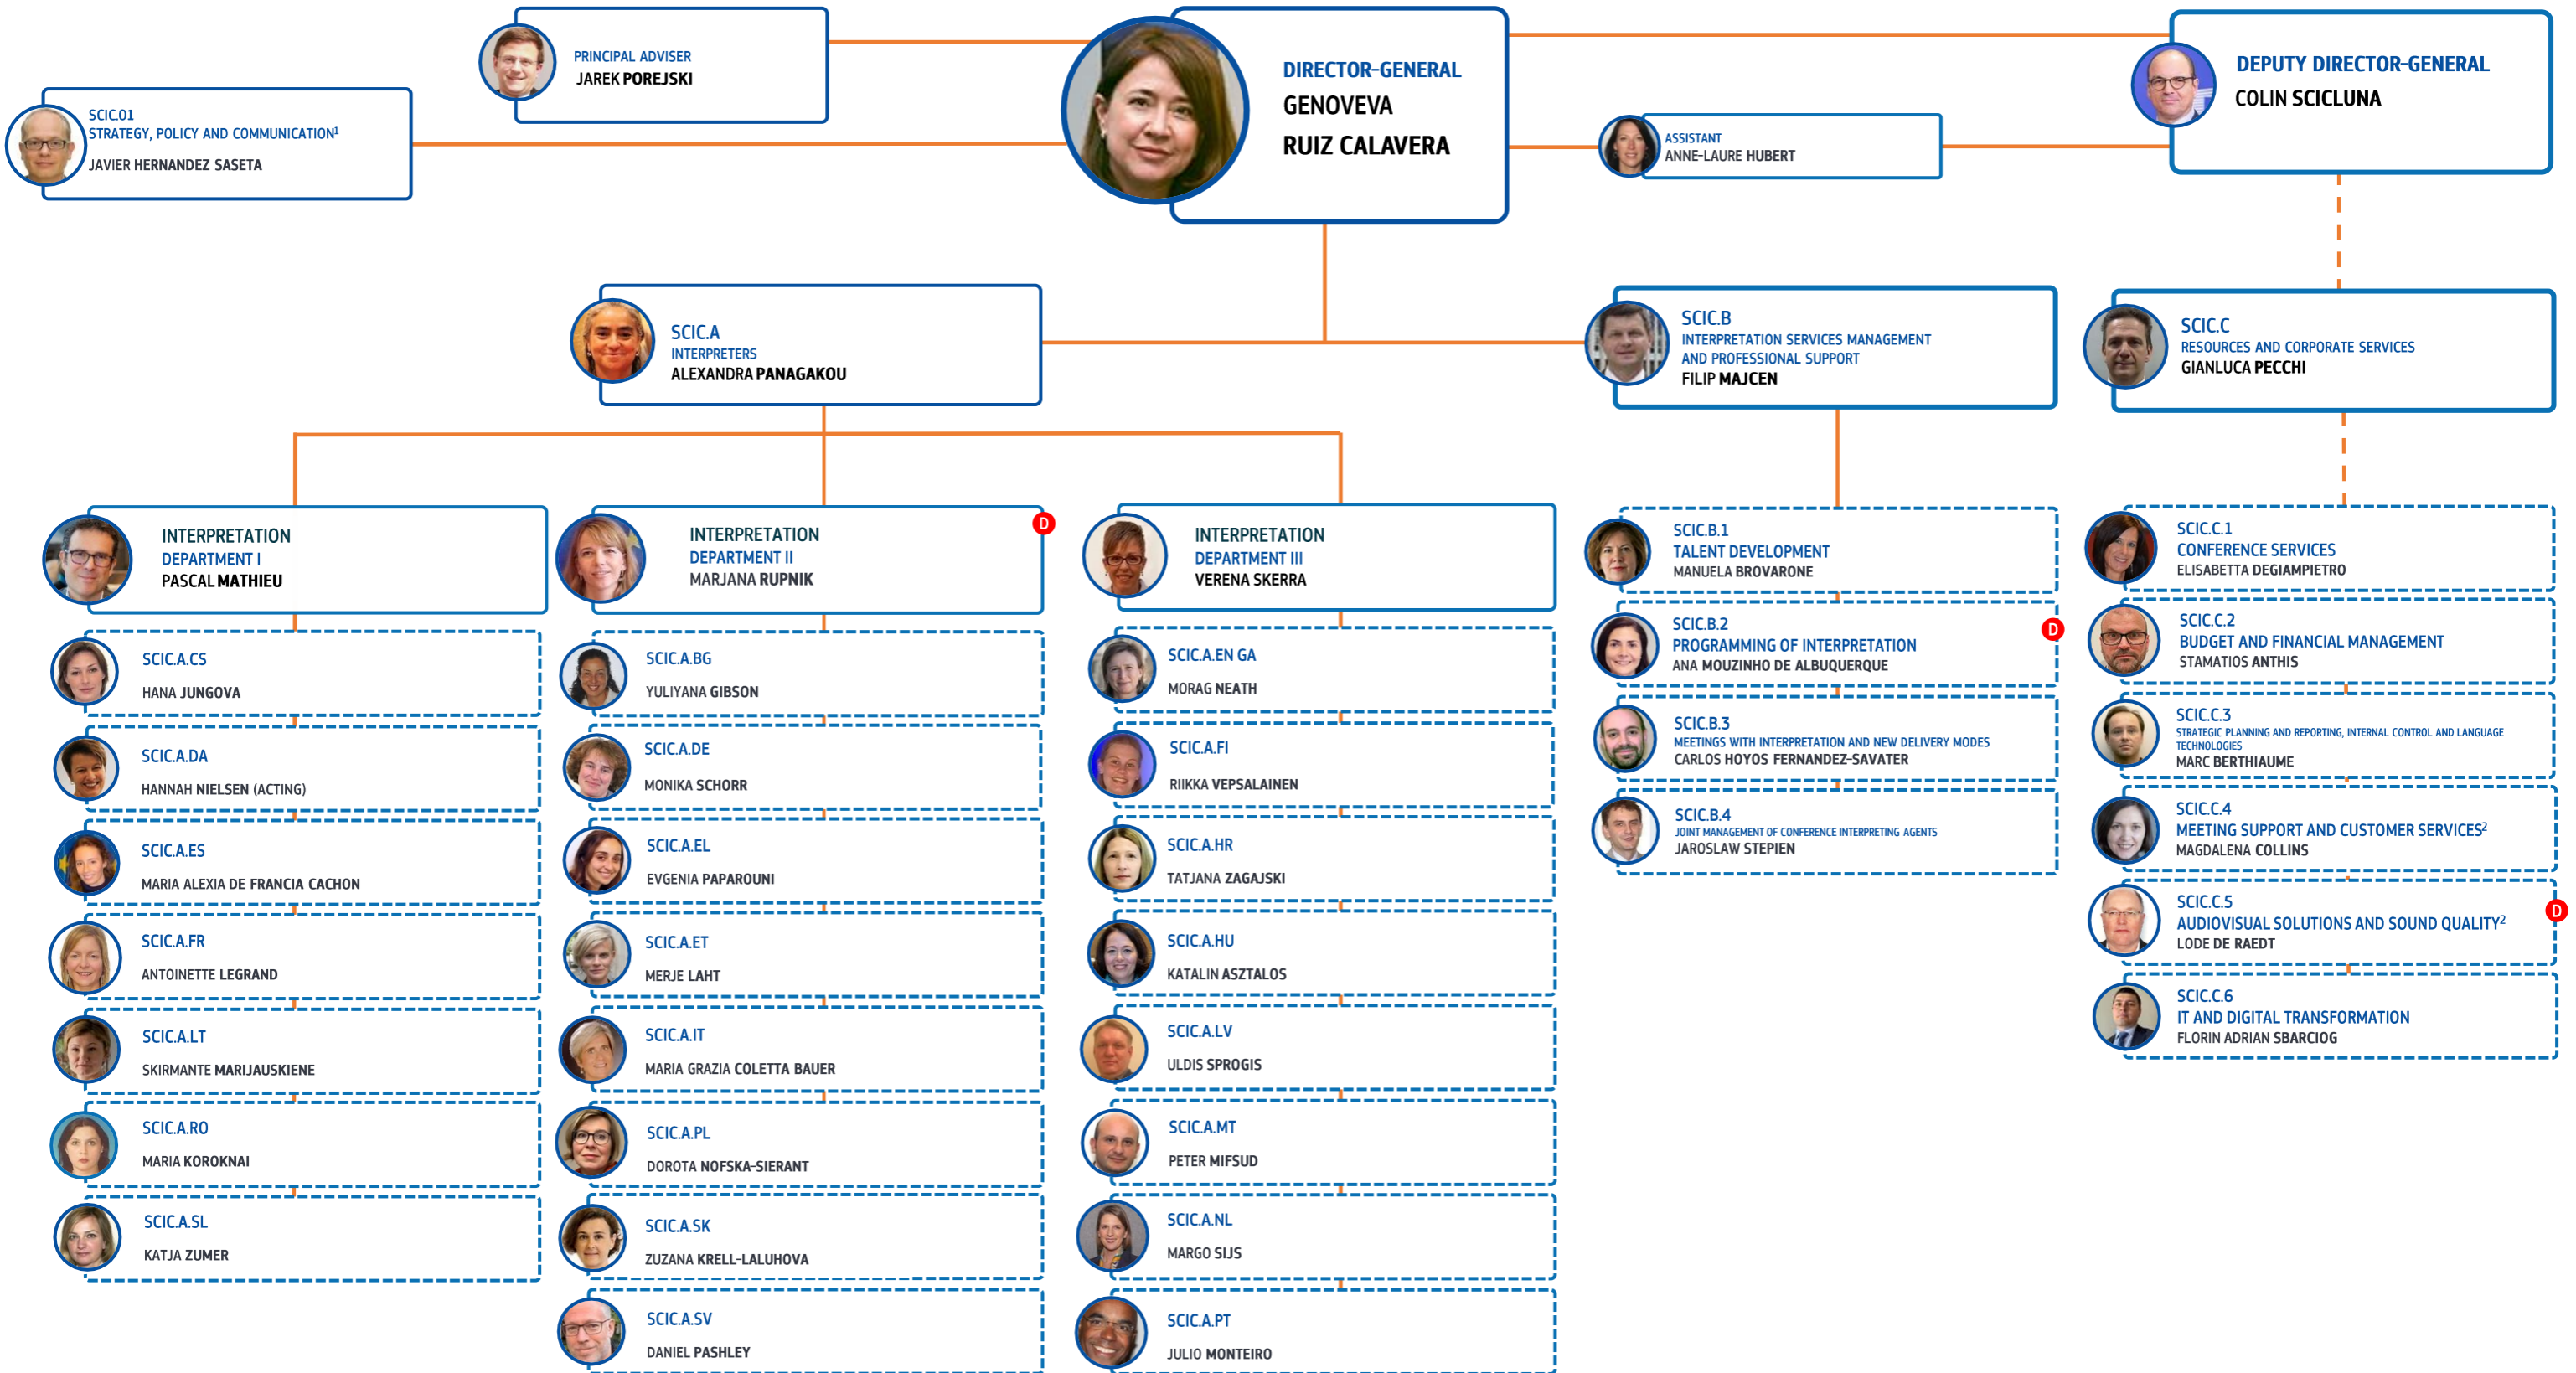 PRINCIPAL ADVISER
JAREK POREJSKI
SCIC.01
STRATEGY, POLICY AND COMMUNICATION¹
JAVIER HERNANDEZ SASETA
DIRECTOR-GENERAL
GENOVEVA
RUIZ CALAVERA
ASSISTANT
ANNE-LAURE HUBERT
DEPUTY DIRECTOR-GENERAL
COLIN SCICLUNA
SCIC.A
INTERPRETERS
ALEXANDRA PANAGAKOU
SCIC.B
INTERPRETATION SERVICES MANAGEMENT
AND PROFESSIONAL SUPPORT
FILIP MAJCEN
SCIC.C
RESOURCES AND CORPORATE SERVICES
GIANLUCA PECCHI
INTERPRETATION
DEPARTMENT I
PASCAL MATHIEU
SCIC.A.CS
HANA JUNGOVA
SCIC.A.DA
HANNAH NIELSEN (ACTING)
SCIC.A.ES
MARIA ALEXIA DE FRANCIA CACHON
SCIC.A.FR
ANTOINETTE LEGRAND
SCIC.A.LT
SKIRMANTE MARIJAUSKIENE
SCIC.A.RO
MARIA KOROKNAI
SCIC.A.SL
KATJA ZUMER
INTERPRETATION
DEPARTMENT II
MARJANA RUPNIK
D
SCIC.A.BG
YULIYANA GIBSON
SCIC.A.DE
MONIKA SCHORR
SCIC.A.EL
EVGENIA PAPAROUNI
SCIC.A.ET
MERJE LAHT
SCIC.A.IT
MARIA GRAZIA COLETTA BAUER
SCIC.A.PL
DOROTA NOFSKA-SIERANT
SCIC.A.SK
ZUZANA KRELL-LALUHOVA
SCIC.A.SV
DANIEL PASHLEY
INTERPRETATION
DEPARTMENT III
VERENA SKERRA
SCIC.A.EN GA
MORAG NEATH
SCIC.A.FI
RIIKKA VEPSALAINEN
SCIC.A.HR
TATJANA ZAGAJSKI
SCIC.A.HU
KATALIN ASZTALOS
SCIC.A.LV
ULDIS SPROGIS
SCIC.A.MT
PETER MIFSUD
SCIC.A.NL
MARGO SIJS
SCIC.A.PT
JULIO MONTEIRO
SCIC.B.1
TALENT DEVELOPMENT
MANUELA BROVARONE
SCIC.B.2
PROGRAMMING OF INTERPRETATION
ANA MOUZINHO DE ALBUQUERQUE
D
SCIC.B.3
MEETINGS WITH INTERPRETATION AND NEW DELIVERY MODES
CARLOS HOYOS FERNANDEZ-SAVATER
SCIC.B.4
JOINT MANAGEMENT OF CONFERENCE INTERPRETING AGENTS
JAROSLAW STEPIEN
SCIC.C.1
CONFERENCE SERVICES
ELISABETTA DEGIAMPIETRO
SCIC.C.2
BUDGET AND FINANCIAL MANAGEMENT
STAMATIOS ANTHIS
SCIC.C.3
STRATEGIC PLANNING AND REPORTING, INTERNAL CONTROL AND LANGUAGE
TECHNOLOGIES
MARC BERTHIAUME
SCIC.C.4
MEETING SUPPORT AND CUSTOMER SERVICES²
MAGDALENA COLLINS
SCIC.C.5
AUDIOVISUAL SOLUTIONS AND SOUND QUALITY²
LODE DE RAEDT
D
SCIC.C.6
IT AND DIGITAL TRANSFORMATION
FLORIN ADRIAN SBARCIOG